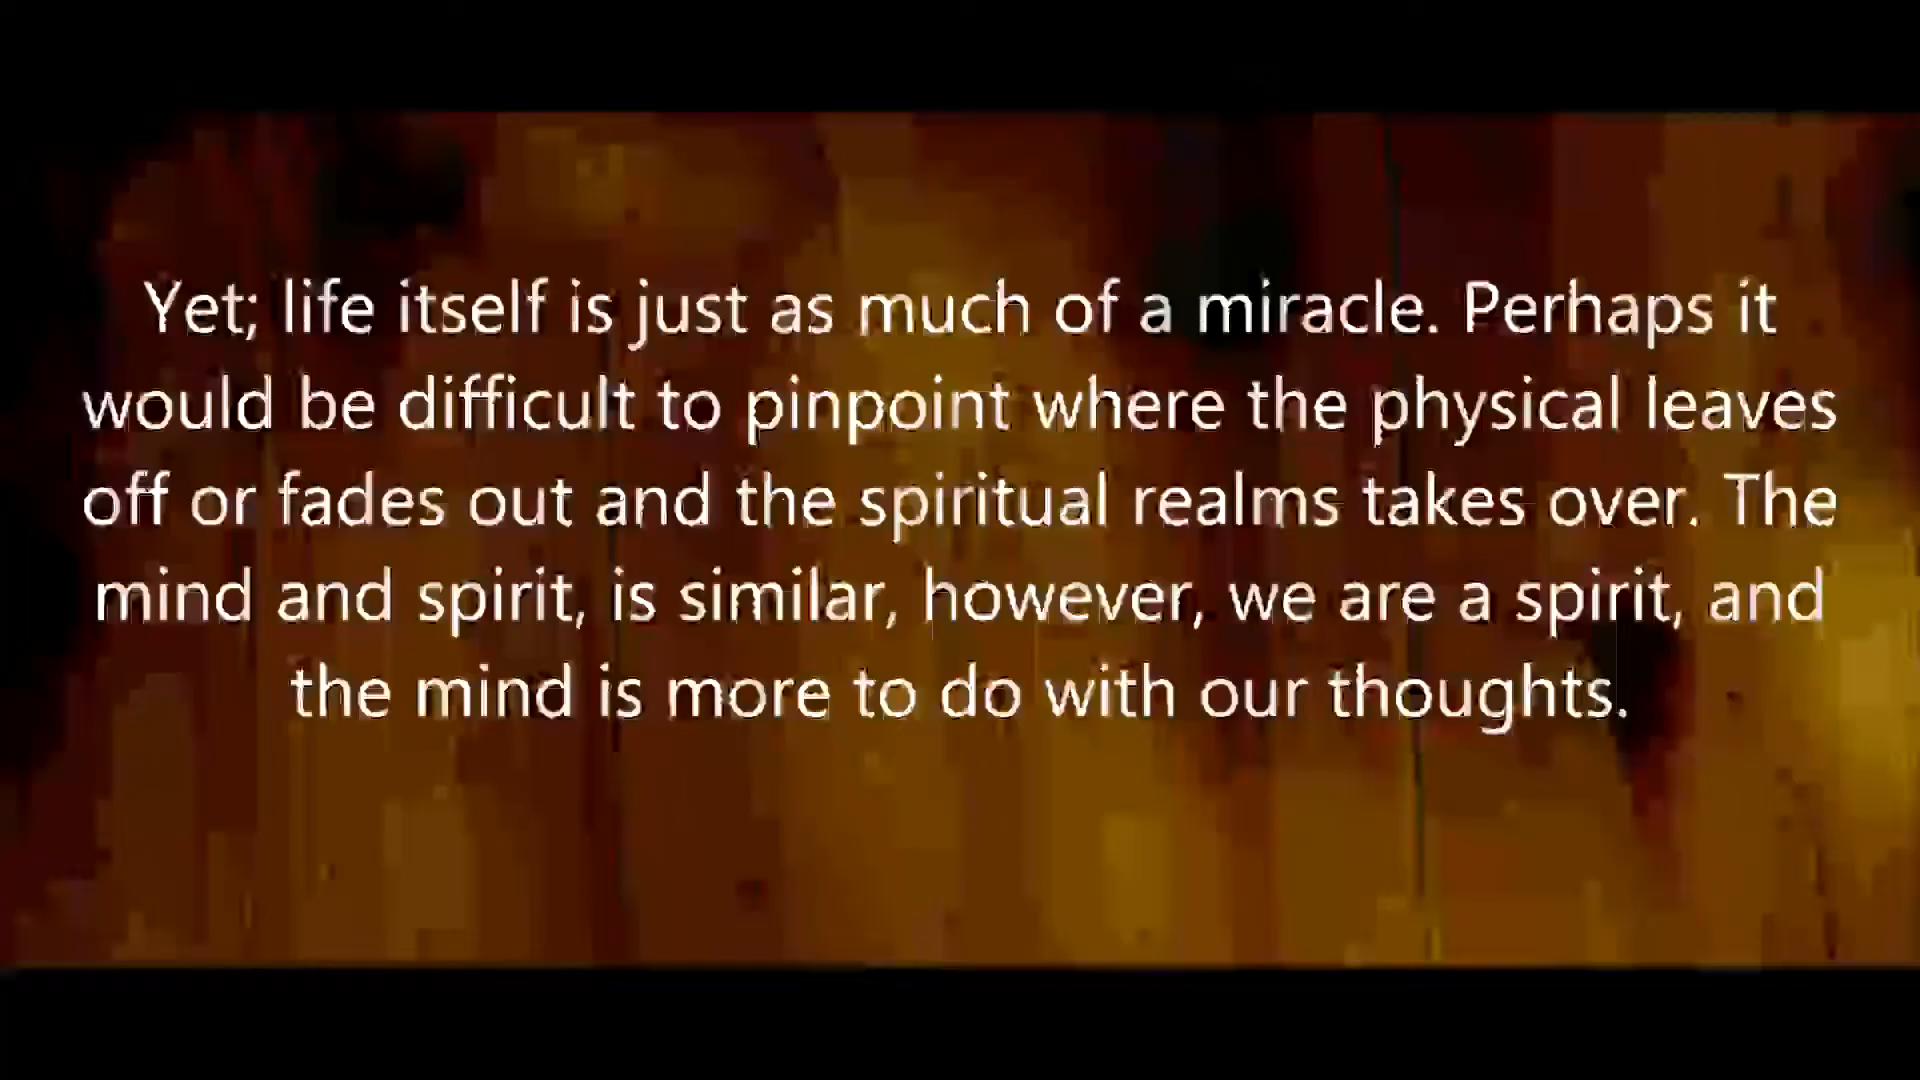 Yet; life itself is just as much of a miracle. Perhaps it
would be difficult to pinpoint where the physical leaves
off or fades out and the spiritual realms takes over. The
mind and spirit, is similar, however, we are a spirit, and
the mind is more to do with our thoughts.